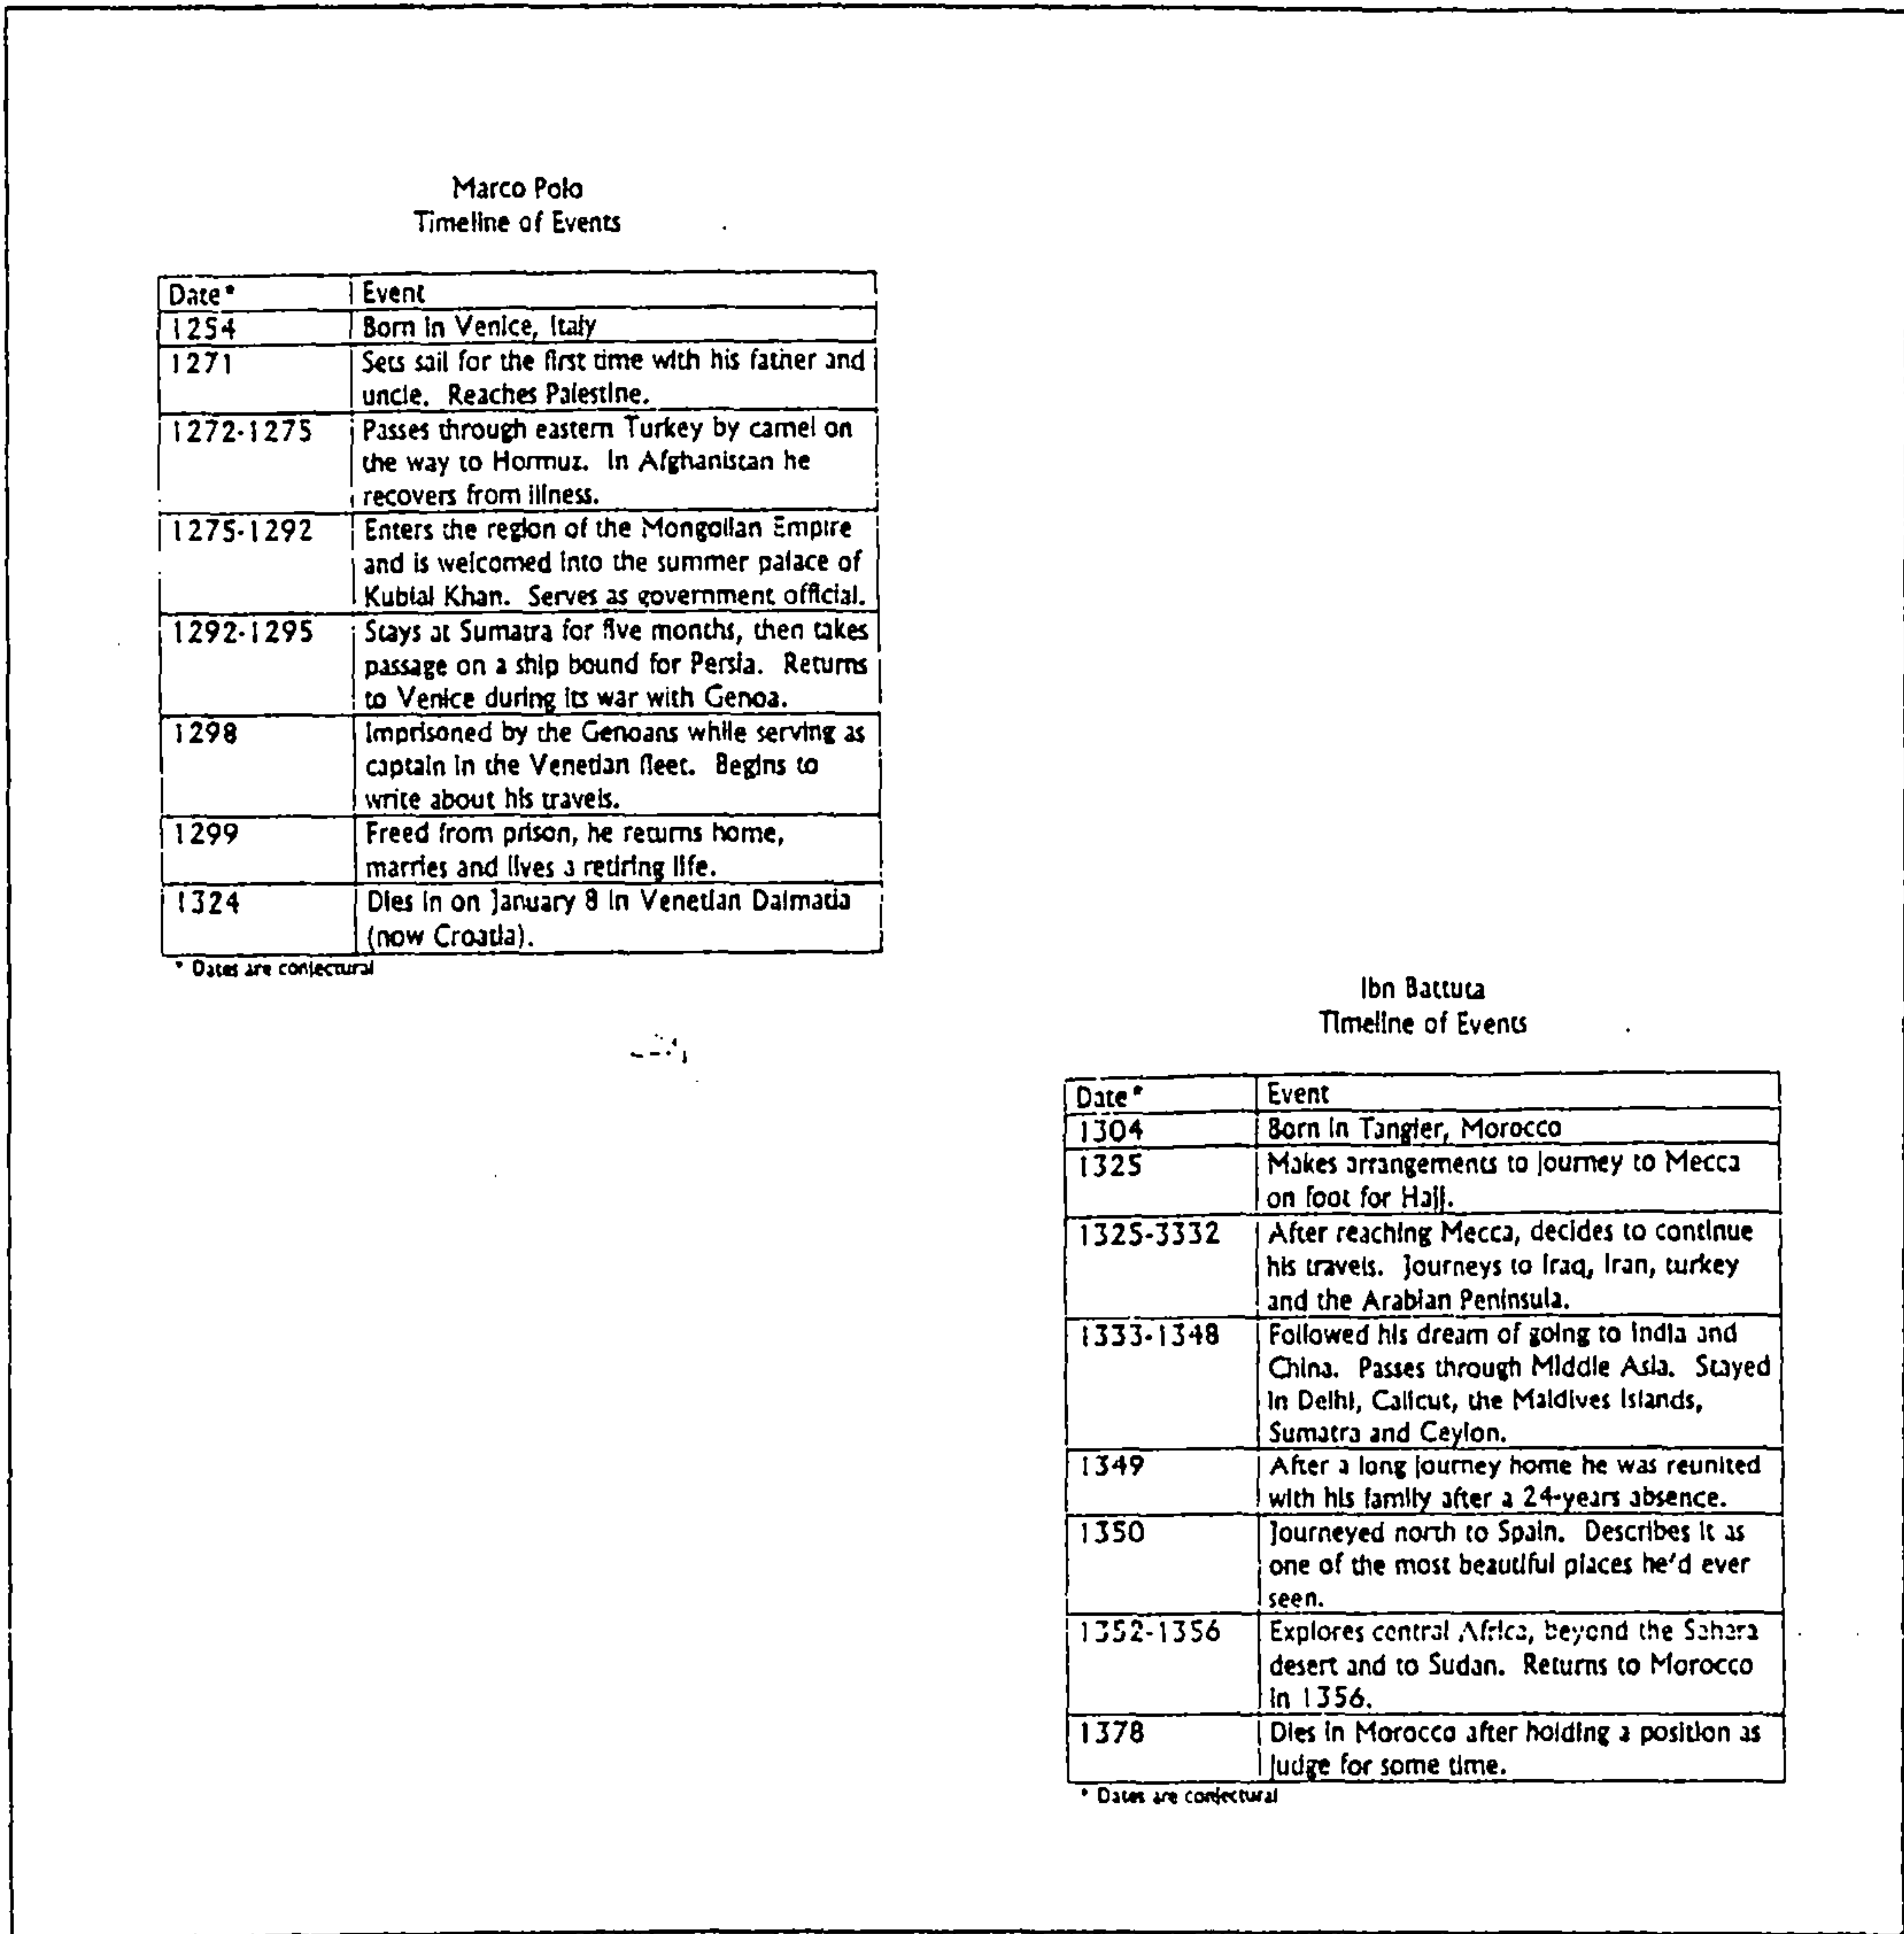 Marco Polo
Timeline of Events
Date* Event
1254 Born in Venice, Italy
1271 Sets sail for the first time with his father and
uncle. Reaches Palestine.
1272-1275 Passes through eastern Turkey by camel on
the way to Hormuz. In Afghanistan he
recovers from illness.
1275-1292 Enters the region of the Mongolian Empire
and is welcomed into the summer palace of
Kublal Khan. Serves as government official.
1292-1295 Stays at Sumatra for five months, then takes
passage on a ship bound for Persia. Returns
to Venice during its war with Genoa.
1298 Imprisoned by the Genoans while serving as
captain in the Venetian fleet. Begins to
write about his travels.
1299 Freed from prison, he returns home,
marries and lives a retiring life.
1324 Dies in on January 8 in Venetian Dalmatia
(now Croatia).
* Dates are conjectural
Ibn Battuta
Timeline of Events
Date* Event
1304 Born in Tangier, Morocco
1325 Makes arrangements to journey to Mecca
on foot for Hajj.
1325-3332 After reaching Mecca, decides to continue
his travels. Journeys to Iraq, Iran, turkey
and the Arabian Peninsula.
1333-1348 Followed his dream of going to India and
China. Passes through Middle Asia. Stayed
in Delhi, Calicut, the Maldives Islands,
Sumatra and Ceylon.
1349 After a long journey home he was reunited
with his family after a 24-years absence.
1350 Journeyed north to Spain. Describes it as
one of the most beautiful places he'd ever
seen.
1352-1356 Explores central Africa, beyond the Sahara
desert and to Sudan. Returns to Morocco
in 1356.
1378 Dies in Morocco after holding a position as
judge for some time.
* Dates are conjectural